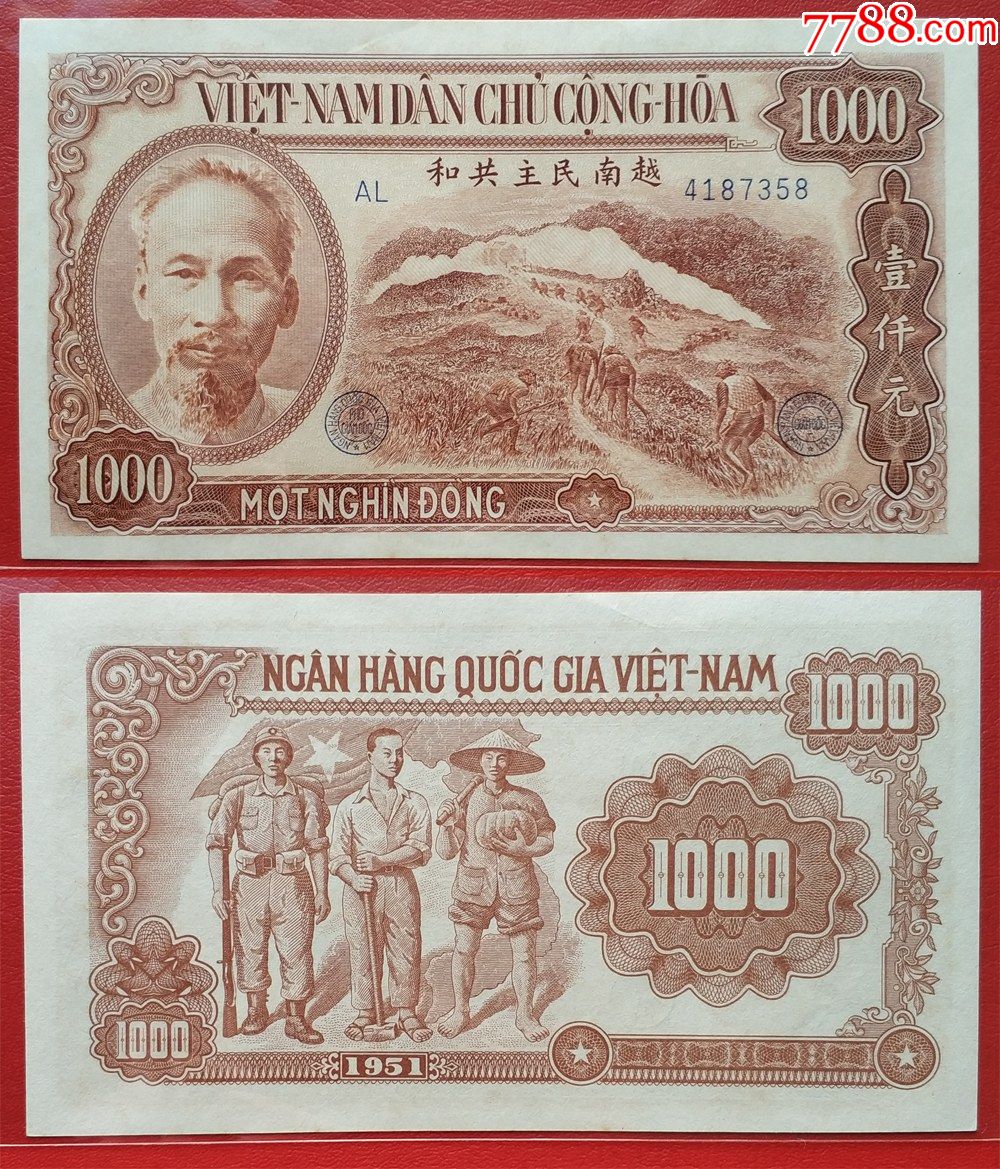 7788.com
VIỆT-NAM DÂN CHỦ CỘNG-HÒA
1000
和共主民南越
AL 4187358
壹仟元
1000
MỘT NGHÌN ĐỒNG
NGÂN HÀNG QUỐC GIA VIỆT-NAM
1000
1000
1000
1951